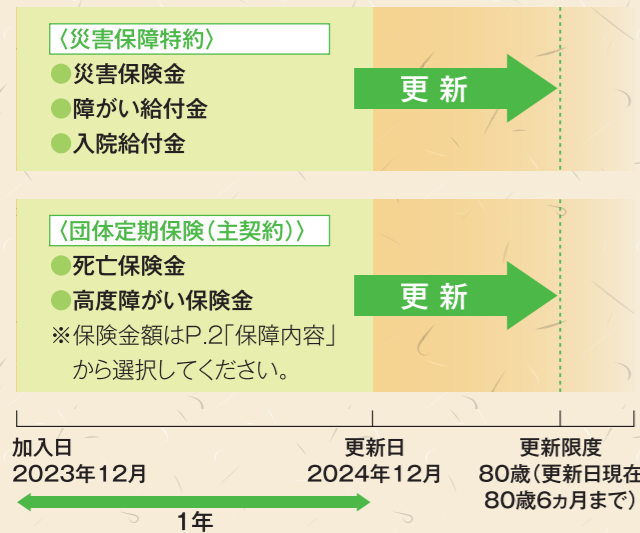 〈災害保障特約〉
●災害保険金
●障がい給付金
●入院給付金
更新
〈団体定期保険(主契約)〉
●死亡保険金
●高度障がい保険金
※保険金額はP.2「保障内容」
から選択してください。
更新
加入日
2023年12月
更新日
2024年12月
更新限度
80歳(更新日現在
80歳6ヵ月まで)
1年